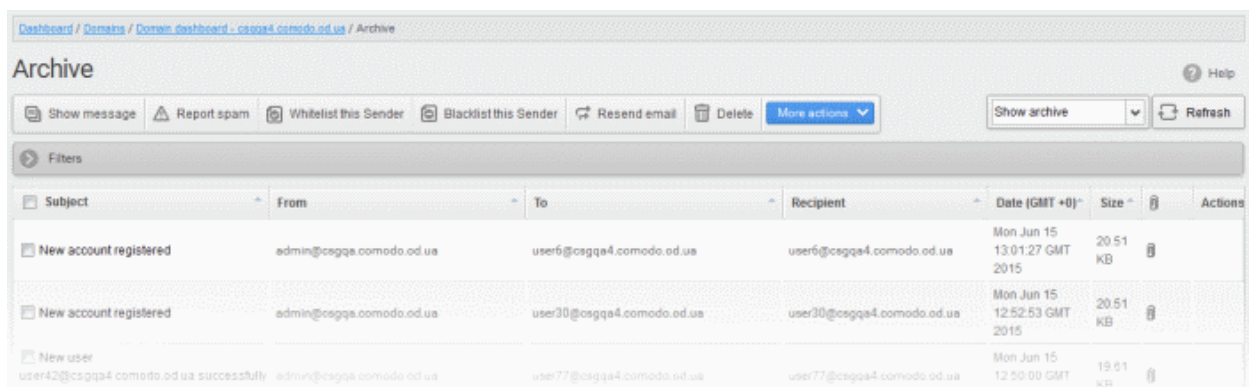 Dashboard / Domains / Domain dashboard - csgqa4.comodo.od.ua / Archive
Archive
Help
Show message Report spam Whitelist this Sender Blacklist this Sender Resend email Delete More actions Show archive Refresh
Filters
Subject From To Recipient Date (GMT +0) Size Actions
New account registered admin@csgqa.comodo.od.ua user6@csgqa4.comodo.od.ua user6@csgqa4.comodo.od.ua Mon Jun 15 13:01:27 GMT 2015 20.51 KB
New account registered admin@csgqa.comodo.od.ua user30@csgqa4.comodo.od.ua user30@csgqa4.comodo.od.ua Mon Jun 15 12:52:53 GMT 2015 20.51 KB
New user
user42@csgqa4.comodo.od.ua successfully admin@csgqa.comodo.od.ua user77@csgqa4.comodo.od.ua user77@csgqa4.comodo.od.ua Mon Jun 15 12:50:00 GMT 19.61 KB